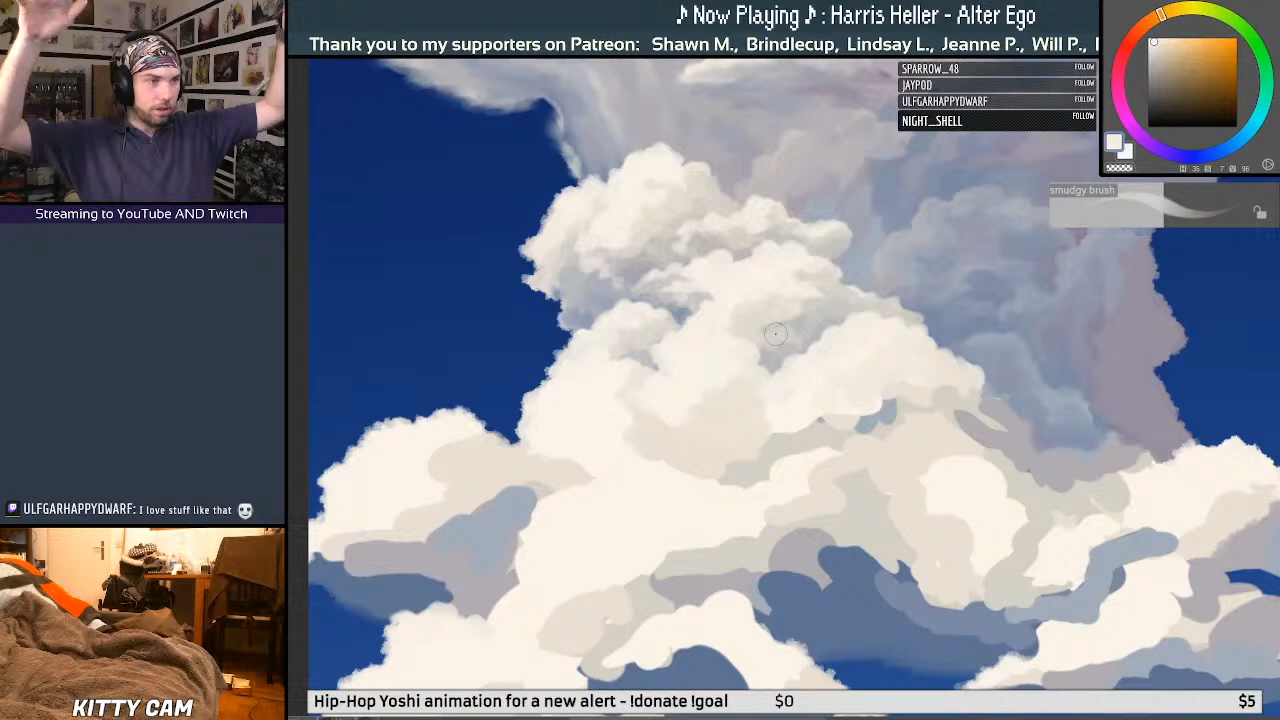 ♪ Now Playing ♪ : Harris Heller - Alter Ego
Thank you to my supporters on Patreon: Shawn M., Brindlecup, Lindsay L., Jeanne P., Will P.,
SPARROW_48 FOLLOW
JAYPOD FOLLOW
ULFGARHAPPYDWARF FOLLOW
NIGHT_SHELL FOLLOW
smudgy brush
Streaming to YouTube AND Twitch
ULFGARHAPPYDWARF: I love stuff like that
KITTY CAM
Hip-Hop Yoshi animation for a new alert - !donate !goal $0 $5